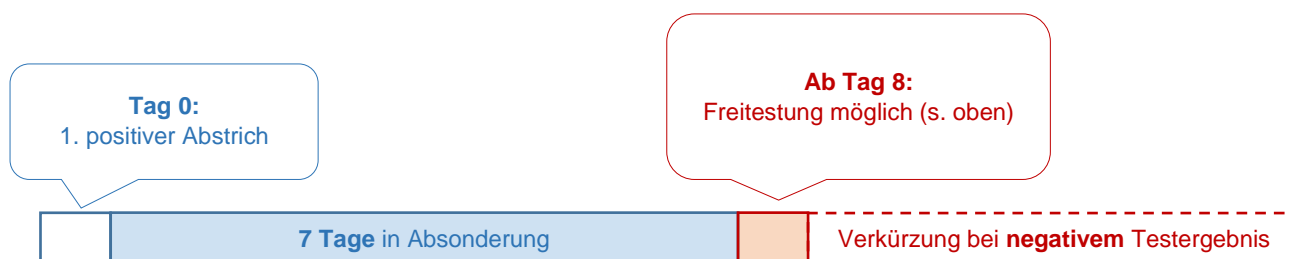 Tag 0:
1. positiver Abstrich
Ab Tag 8:
Freitestung möglich (s. oben)
7 Tage in Absonderung
Verkürzung bei negativem Testergebnis